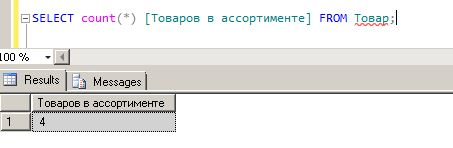 SELECT count(*) [Товаров в ассортименте] FROM Товар;
100 %
Results Messages
Товаров в ассортименте
1 4